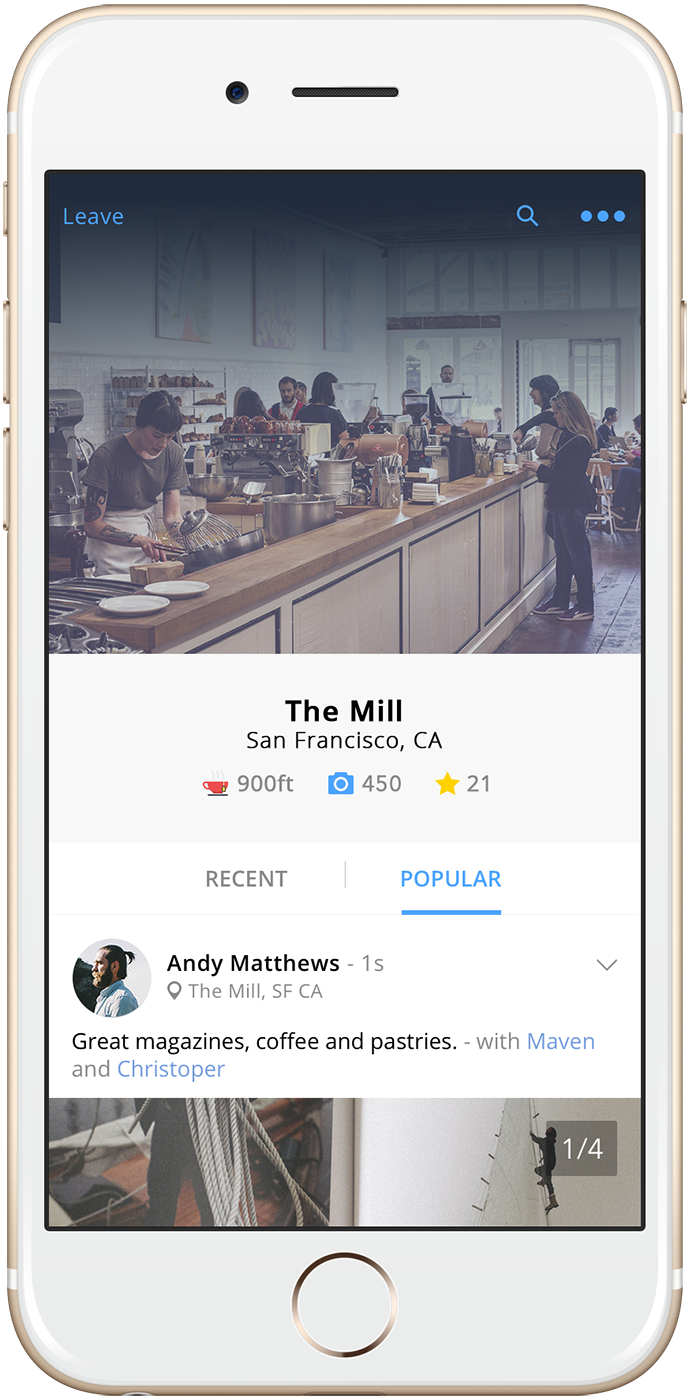 Leave
The Mill
San Francisco, CA
900ft 450 21
RECENT POPULAR
Andy Matthews - 1s
The Mill, SF CA
Great magazines, coffee and pastries. - with Maven
and Christoper
1/4